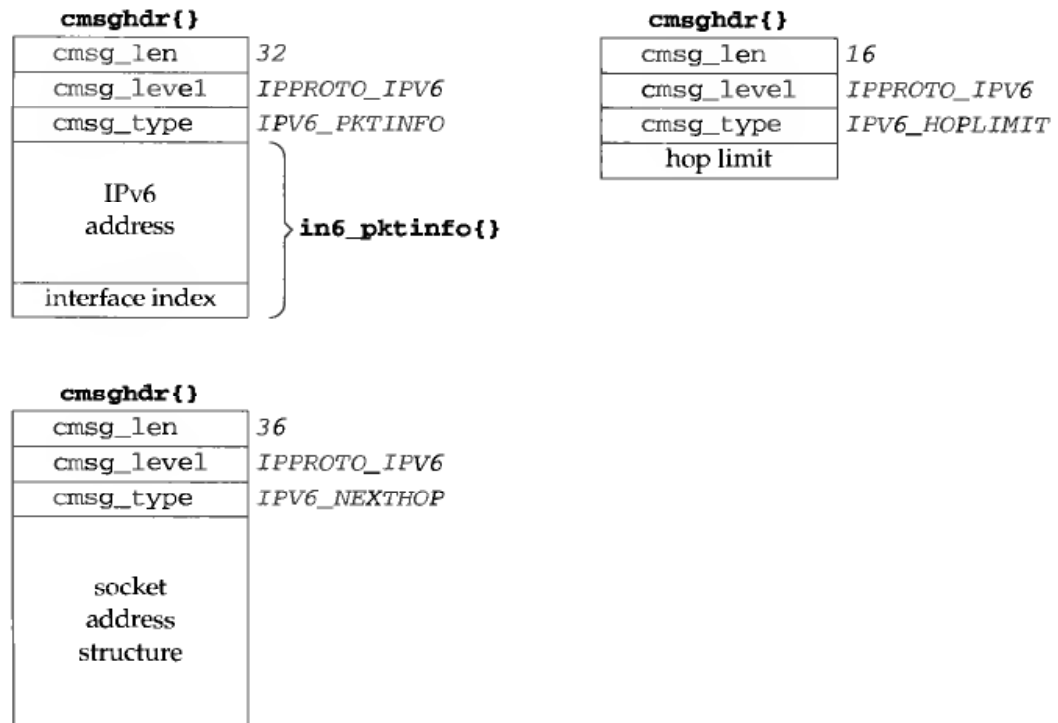 cmsghdr{}
cmsg_len 32
cmsg_level IPPROTO_IPV6
cmsg_type IPV6_PKTINFO
IPv6
address
in6_pktinfo{}
interface index
cmsghdr{}
cmsg_len 16
cmsg_level IPPROTO_IPV6
cmsg_type IPV6_HOPLIMIT
hop limit
cmsghdr{}
cmsg_len 36
cmsg_level IPPROTO_IPV6
cmsg_type IPV6_NEXTHOP
socket
address
structure